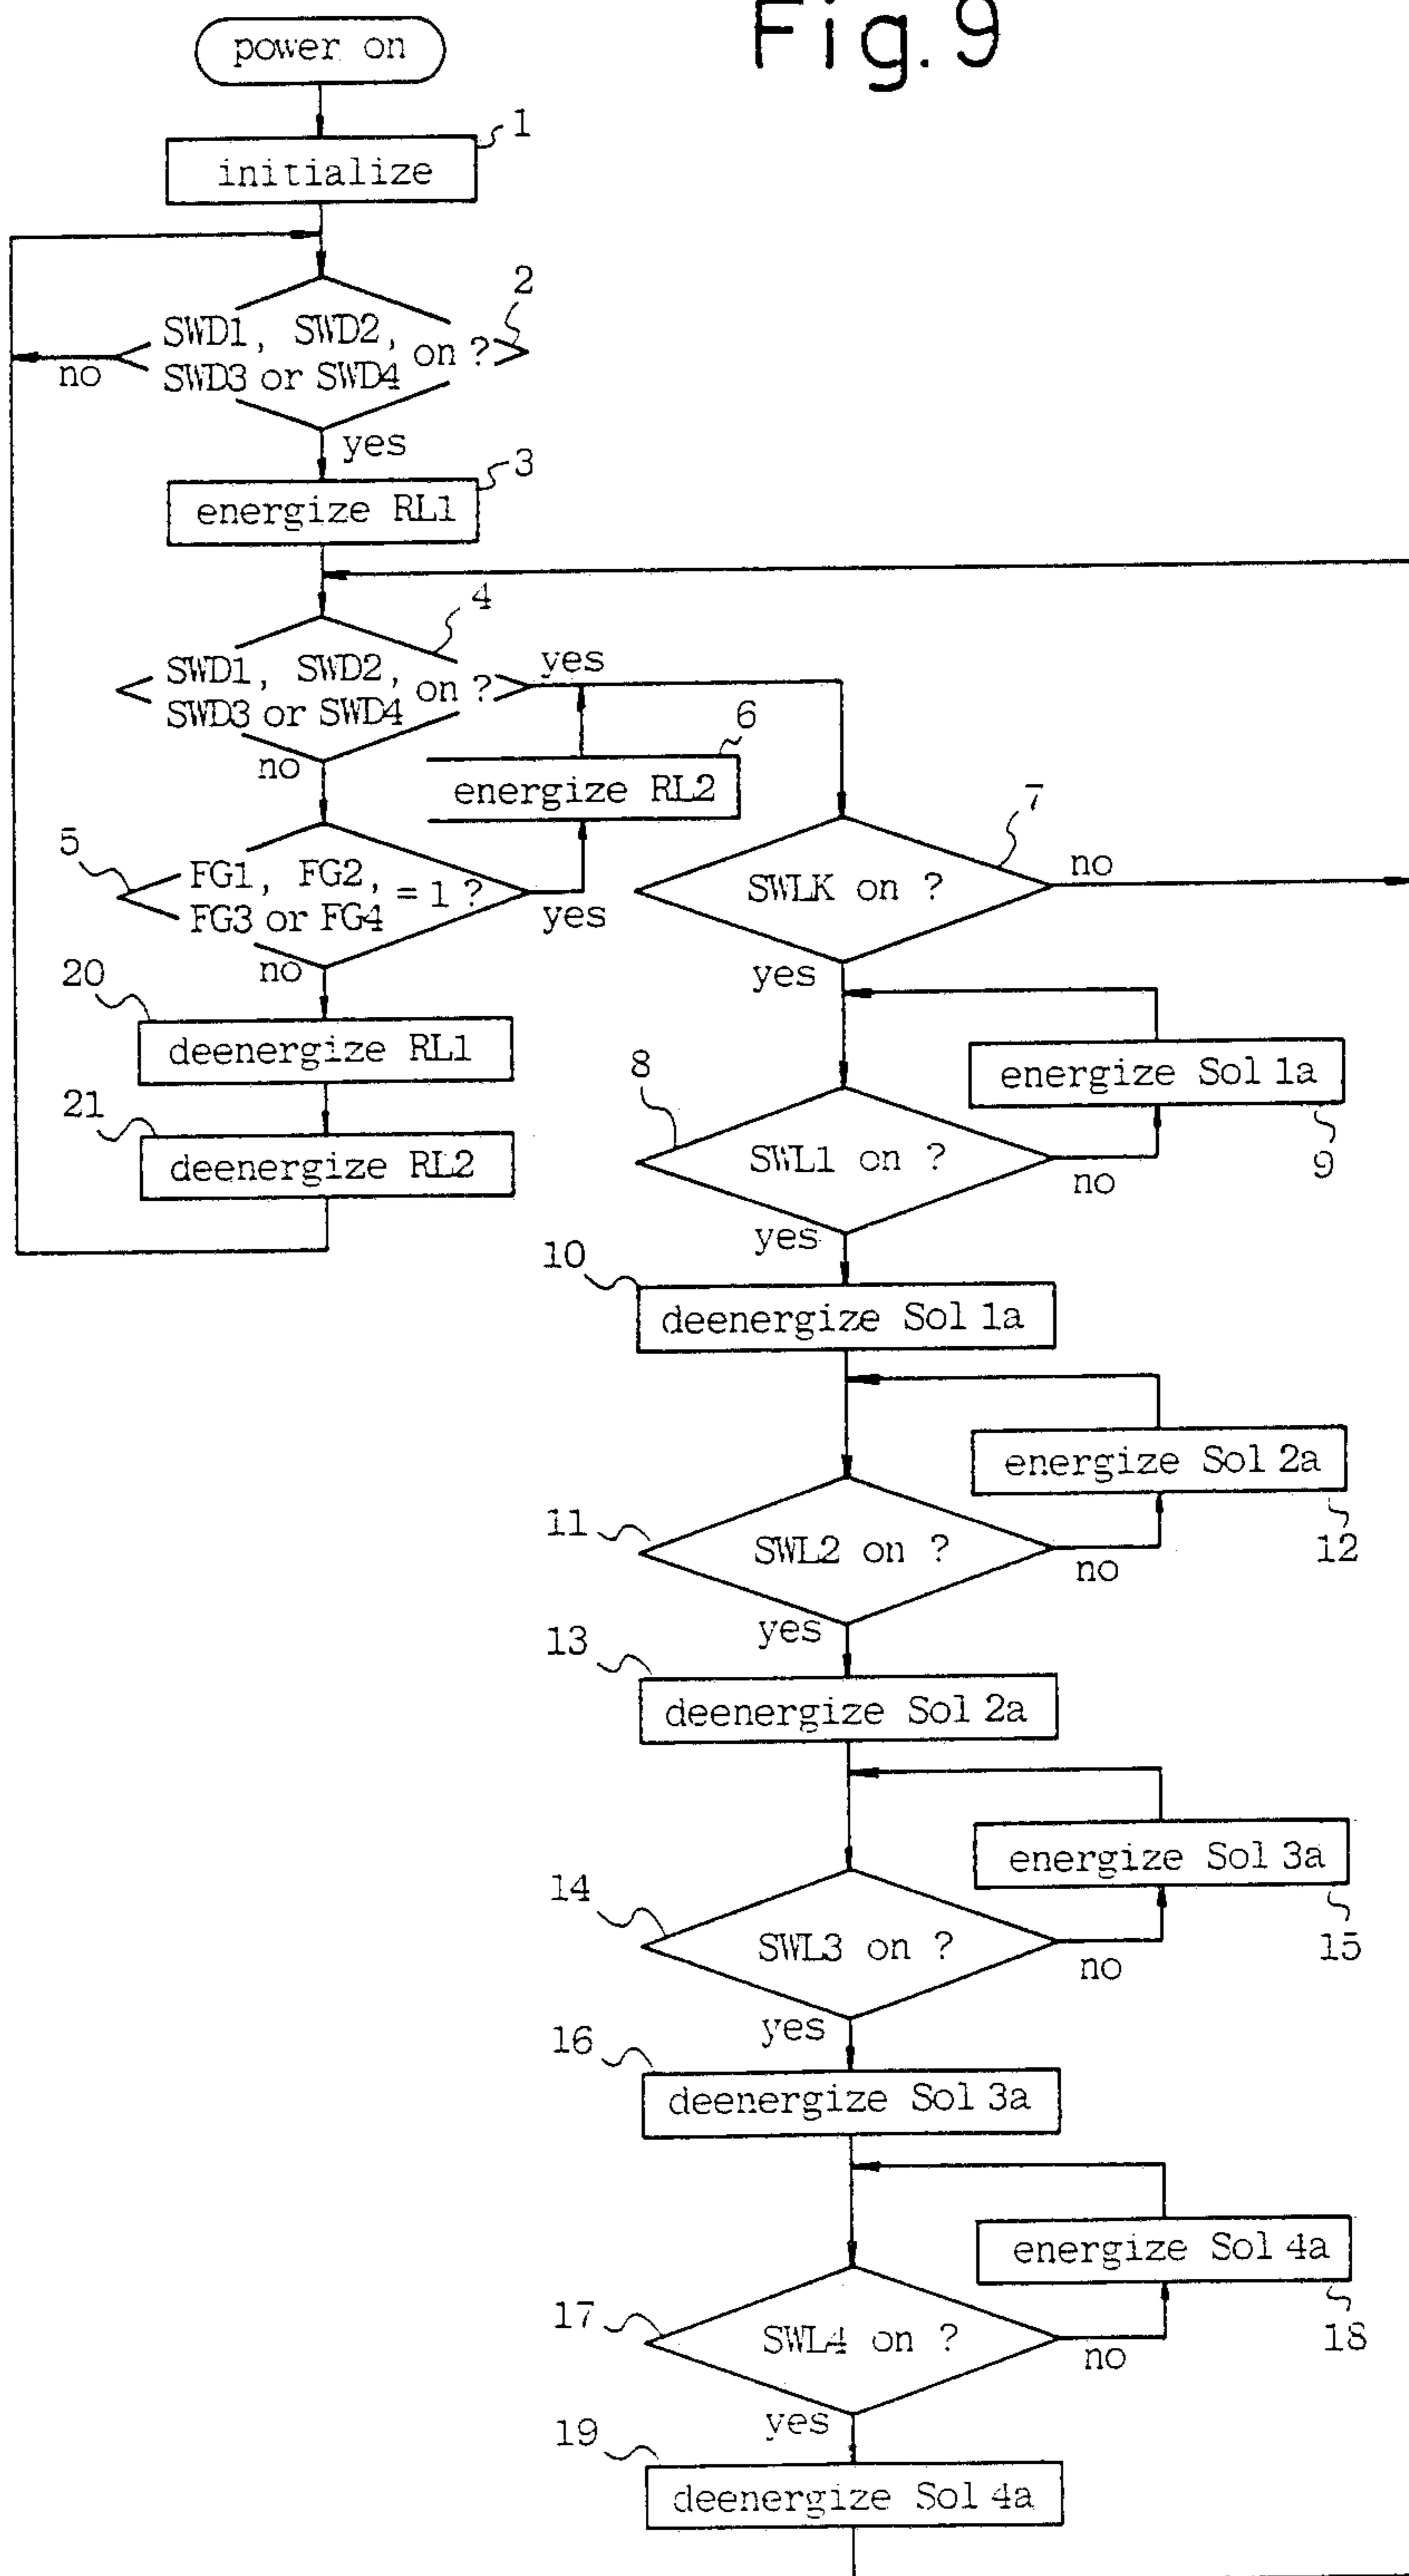 Fig. 9
power on
1
initialize
2
SWD1, SWD2,
SWD3 or SWD4 on ?
no
yes
3
energize RL1
4
SWD1, SWD2,
SWD3 or SWD4 on ?
yes
no
6
energize RL2
5
FG1, FG2,
FG3 or FG4 = 1 ?
yes
no
7
SWLK on ?
no
yes
20
deenergize RL1
21
deenergize RL2
8
SWL1 on ?
no
yes
energize Sol 1a
9
10
deenergize Sol 1a
energize Sol 2a
12
11
SWL2 on ?
no
yes
13
deenergize Sol 2a
energize Sol 3a
15
14
SWL3 on ?
no
yes
16
deenergize Sol 3a
energize Sol 4a
18
17
SWL4 on ?
no
yes
19
deenergize Sol 4a